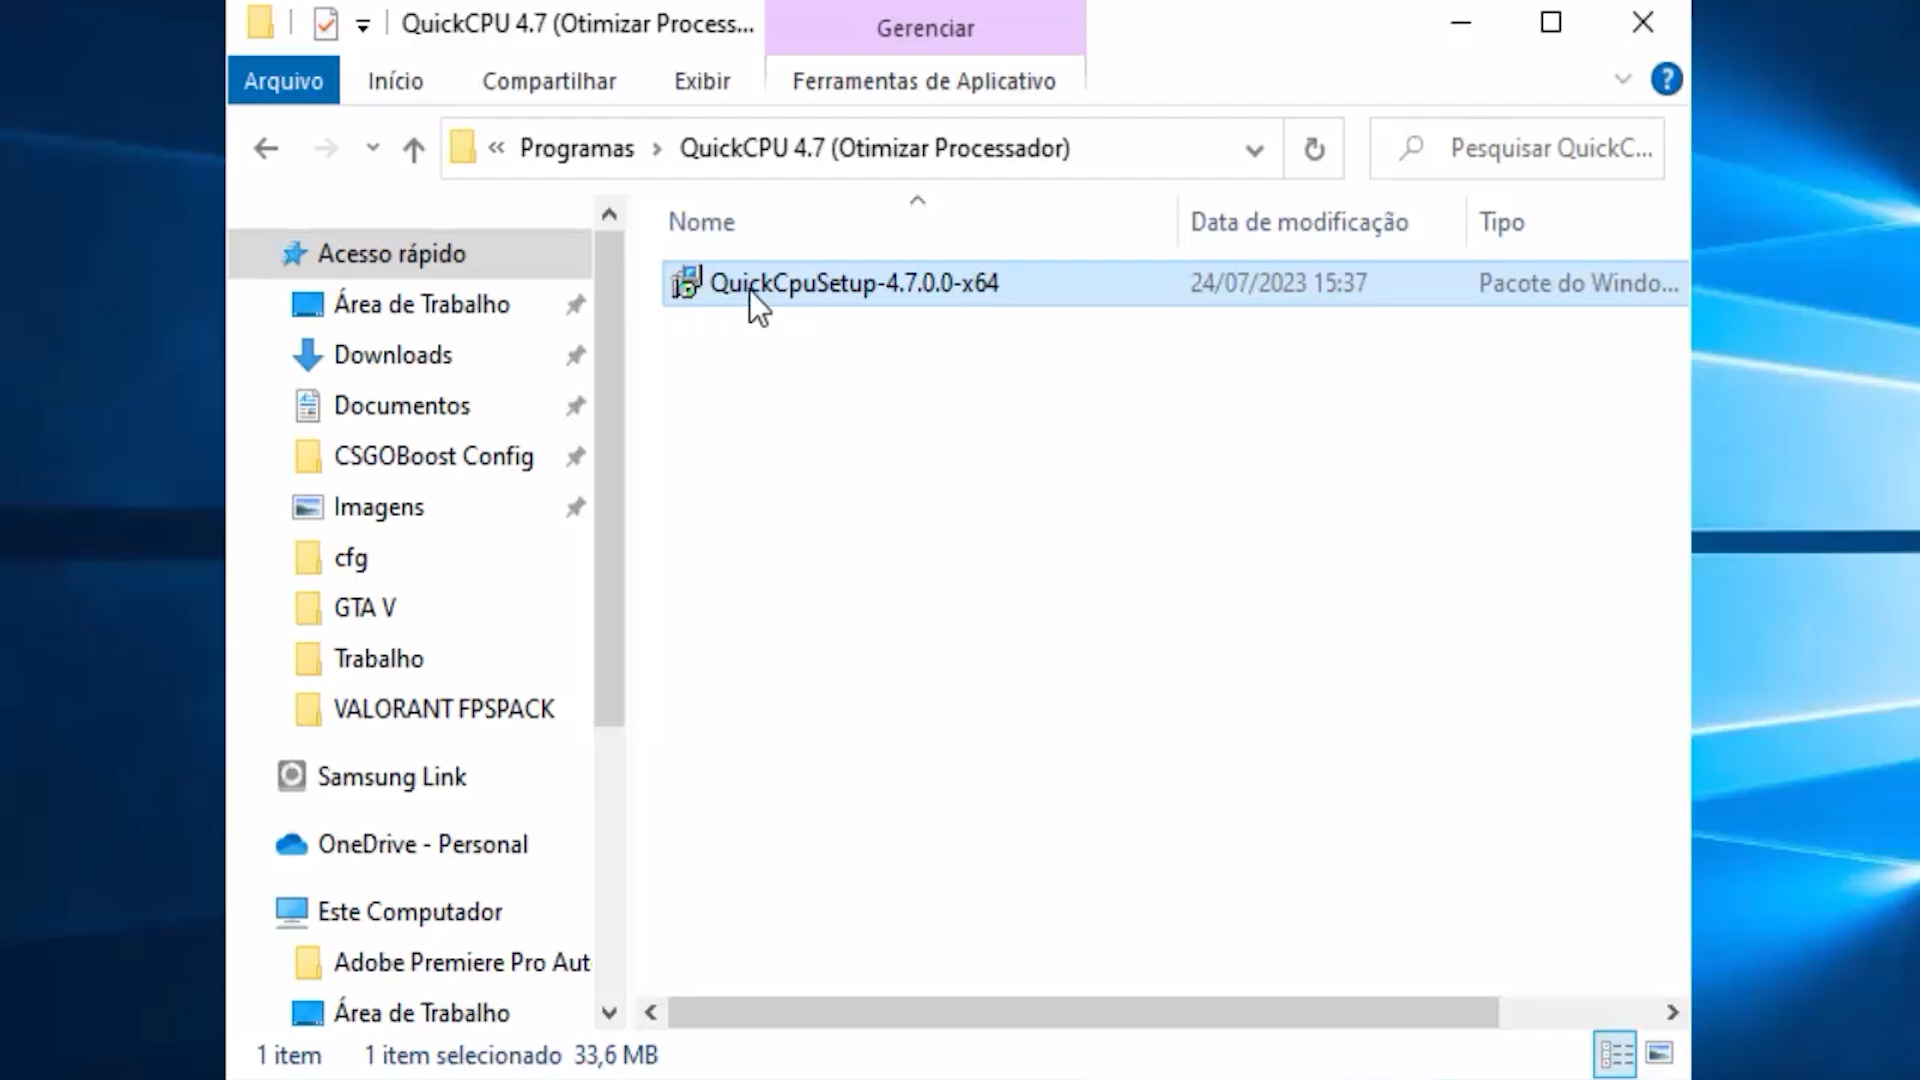 QuickCPU 4.7 (Otimizar Process...
Gerenciar
Arquivo
Início
Compartilhar
Exibir
Ferramentas de Aplicativo
?
« Programas › QuickCPU 4.7 (Otimizar Processador)
Pesquisar QuickC...
Nome
Data de modificação
Tipo
QuickCpuSetup-4.7.0.0-x64
24/07/2023 15:37
Pacote do Windo...
Acesso rápido
Área de Trabalho
Downloads
Documentos
CSGOBoost Config
Imagens
cfg
GTA V
Trabalho
VALORANT FPSPACK
Samsung Link
OneDrive - Personal
Este Computador
Adobe Premiere Pro Aut
Área de Trabalho
1 item
1 item selecionado 33,6 MB